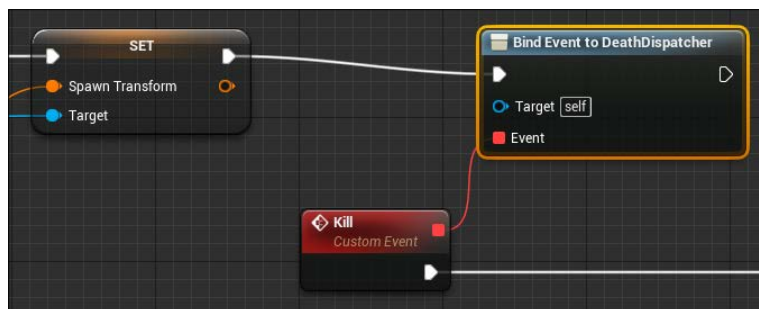 SET
Spawn Transform
Target
Bind Event to DeathDispatcher
Target self
Event
Kill
Custom Event